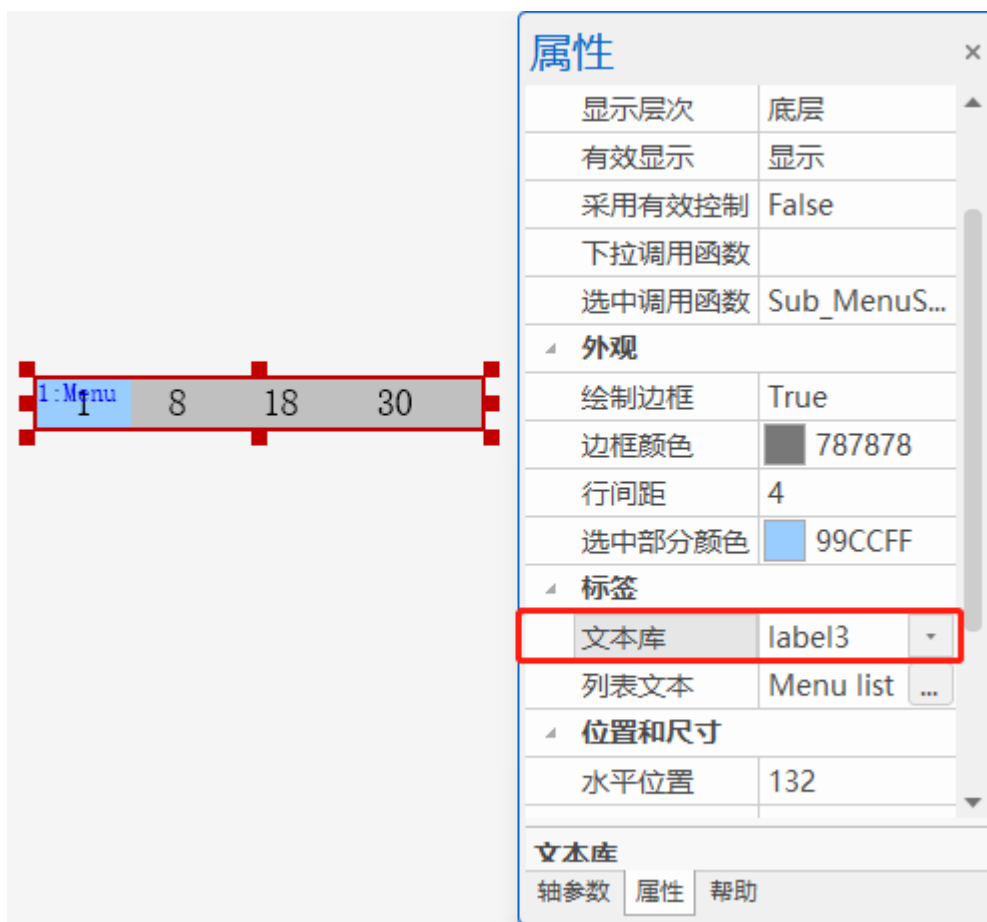 属性
显示层次 底层
有效显示 显示
采用有效控制 False
下拉调用函数
选中调用函数 Sub_MenuS...
外观
1:Menu
1 8 18 30
绘制边框 True
边框颜色 787878
行间距 4
选中部分颜色 99CCFF
标签
文本库 label3
列表文本 Menu list ...
位置和尺寸
水平位置 132
文本库
轴参数 属性 帮助